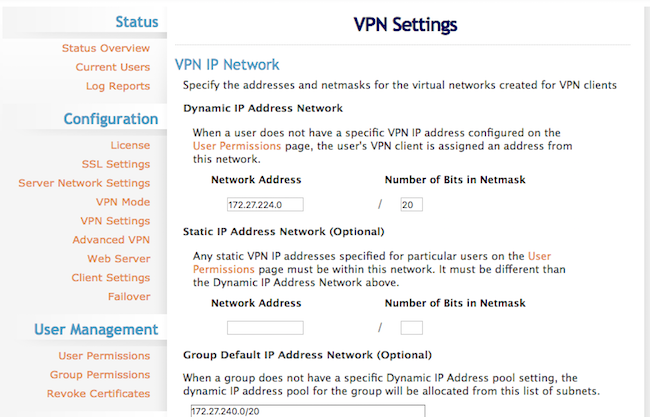 Status
Status Overview
Current Users
Log Reports
Configuration
License
SSL Settings
Server Network Settings
VPN Mode
VPN Settings
Advanced VPN
Web Server
Client Settings
Failover
User Management
User Permissions
Group Permissions
Revoke Certificates
VPN Settings
VPN IP Network
Specify the addresses and netmasks for the virtual networks created for VPN clients
Dynamic IP Address Network
When a user does not have a specific VPN IP address configured on the
User Permissions page, the user's VPN client is assigned an address from
this network.
Network Address Number of Bits in Netmask
172.27.224.0 / 20
Static IP Address Network (Optional)
Any static VPN IP addresses specified for particular users on the User
Permissions page must be within this network. It must be different than
the Dynamic IP Address Network above.
Network Address Number of Bits in Netmask
/
Group Default IP Address Network (Optional)
When a group does not have a specific Dynamic IP Address pool setting, the
dynamic IP address pool for the group will be allocated from this list of subnets.
172.27.240.0/20